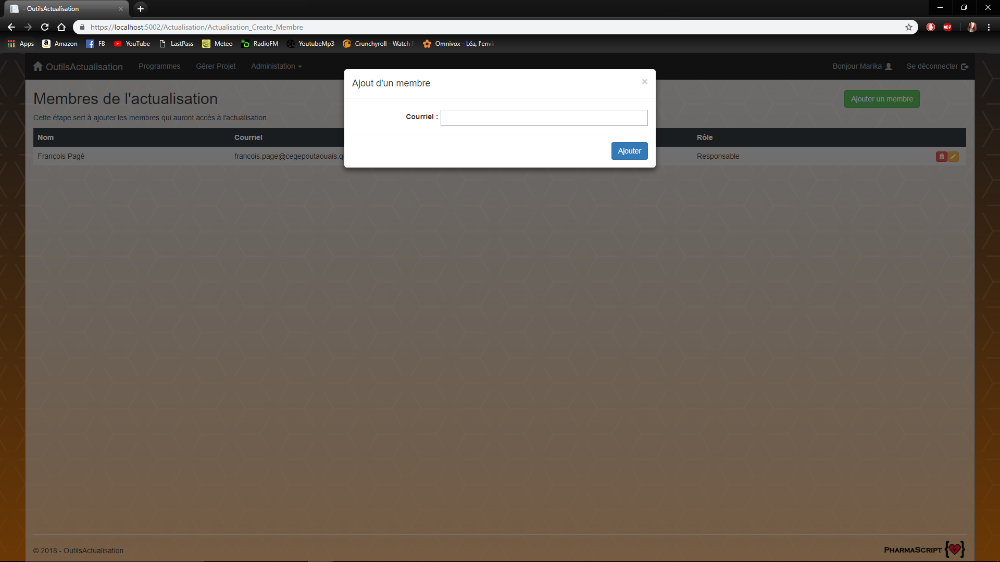 - OutilsActualisation
https://localhost:5002/Actualisation/Actualisation_Create_Membre
ABP
Apps Amazon FB YouTube LastPass Meteo RadioFM YoutubeMp3 Crunchyroll - Watch Omnivox - Léa, l'envi
OutilsActualisation Programmes Gérer Projet Administation Bonjour Marika Se déconnecter
Ajout d'un membre ×
Membres de l'actualisation Ajouter un membre
Cette étape sert à ajouter les membres qui auront accès à l'actualisation.
Courriel :
Nom Courriel Rôle
Ajouter
François Pagé francois.page@cegepoutaouais.q Responsable
© 2018 - OutilsActualisation
PHARMASCRIPT